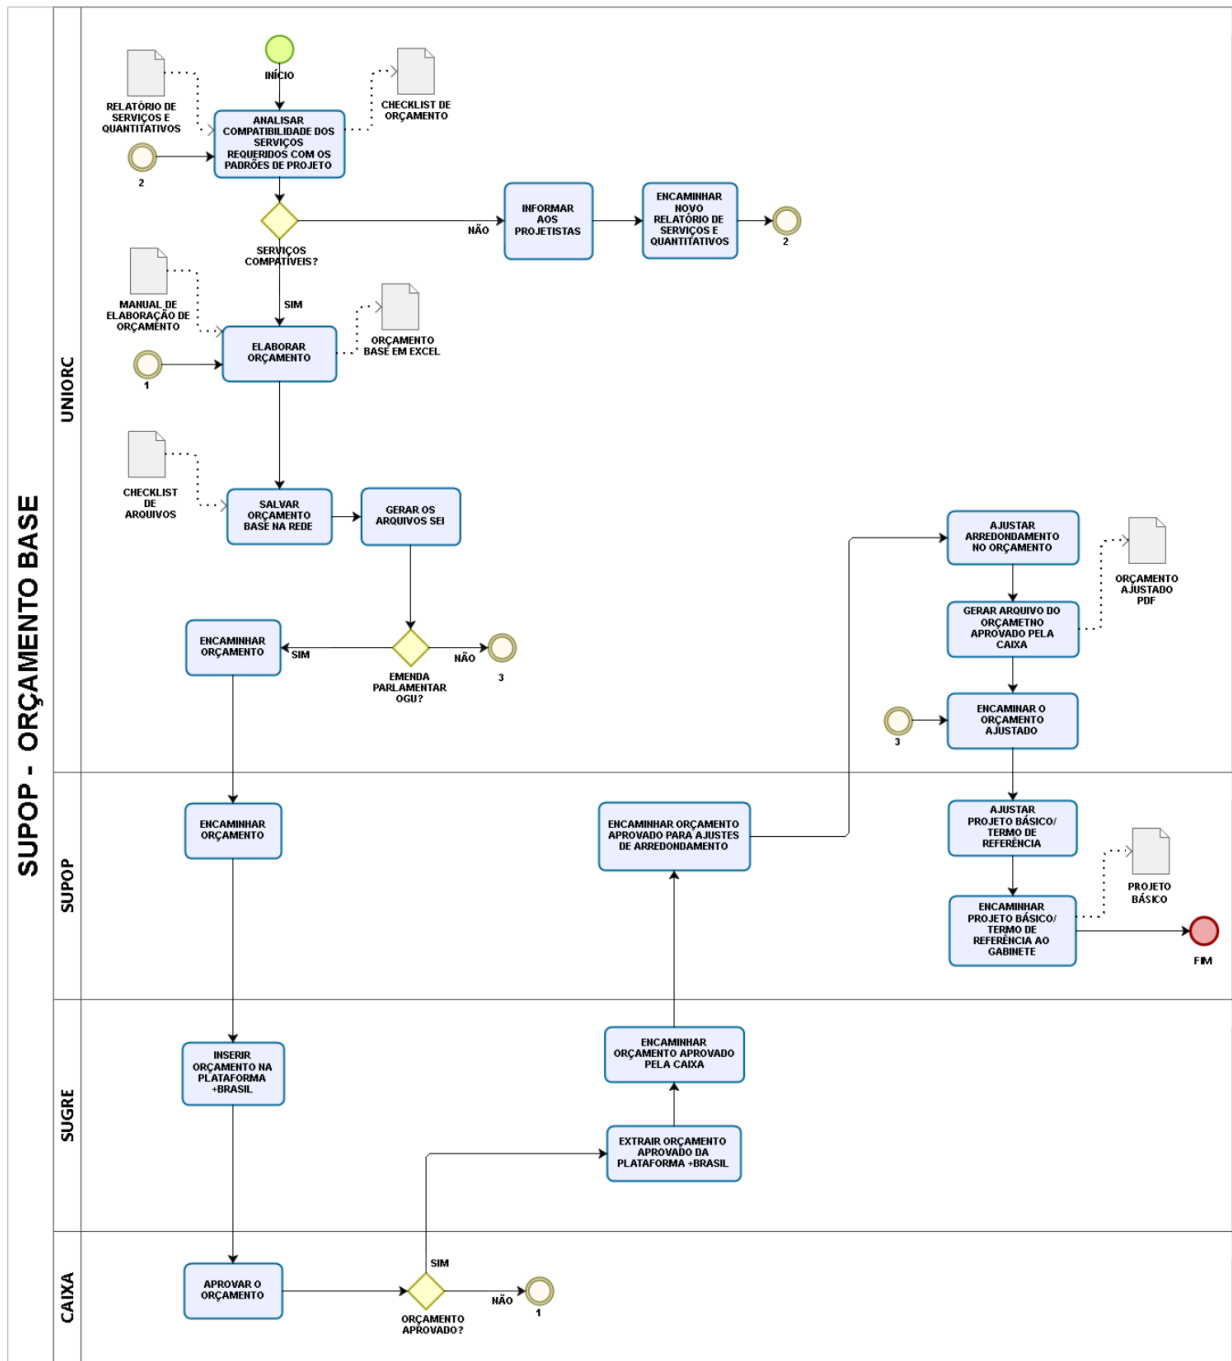 SUPOP - ORÇAMENTO BASE
UNIORC
INÍCIO
RELATÓRIO DE
SERVIÇOS E
QUANTITATIVOS
CHECKLIST DE
ORÇAMENTO
ANALISAR
COMPATIBILIDADE DOS
SERVIÇOS
REQUERIDOS COM OS
PADRÕES DE PROJETO
2
SERVIÇOS
COMPATÍVEIS?
NÃO
INFORMAR
AOS
PROJETISTAS
ENCAMINHAR
NOVO
RELATÓRIO DE
SERVIÇOS E
QUANTITATIVOS
2
SIM
MANUAL DE
ELABORAÇÃO DE
ORÇAMENTO
ELABORAR
ORÇAMENTO
ORÇAMENTO
BASE EM EXCEL
1
CHECKLIST
DE
ARQUIVOS
SALVAR
ORÇAMENTO
BASE NA REDE
GERAR OS
ARQUIVOS SEI
EMENDA
PARLAMENTAR
OGU?
SIM
NÃO
3
ENCAMINHAR
ORÇAMENTO
AJUSTAR
ARREDONDAMENTO
NO ORÇAMENTO
ORÇAMENTO
AJUSTADO
PDF
GERAR ARQUIVO DO
ORÇAMETNO
APROVADO PELA
CAIXA
3
ENCAMINAR O
ORÇAMENTO
AJUSTADO
SUPOP
ENCAMINHAR
ORÇAMENTO
ENCAMINHAR ORÇAMENTO
APROVADO PARA AJUSTES
DE ARREDONDAMENTO
AJUSTAR
PROJETO BÁSICO/
TERMO DE
REFERÊNCIA
PROJETO
BÁSICO
ENCAMINHAR
PROJETO BÁSICO/
TERMO DE
REFERÊNCIA AO
GABINETE
FIM
SUGRE
INSERIR
ORÇAMENTO NA
PLATAFORMA
+BRASIL
ENCAMINHAR
ORÇAMENTO APROVADO
PELA CAIXA
EXTRAIR ORÇAMENTO
APROVADO DA
PLATAFORMA +BRASIL
CAIXA
APROVAR O
ORÇAMENTO
SIM
ORÇAMENTO
APROVADO?
NÃO
1